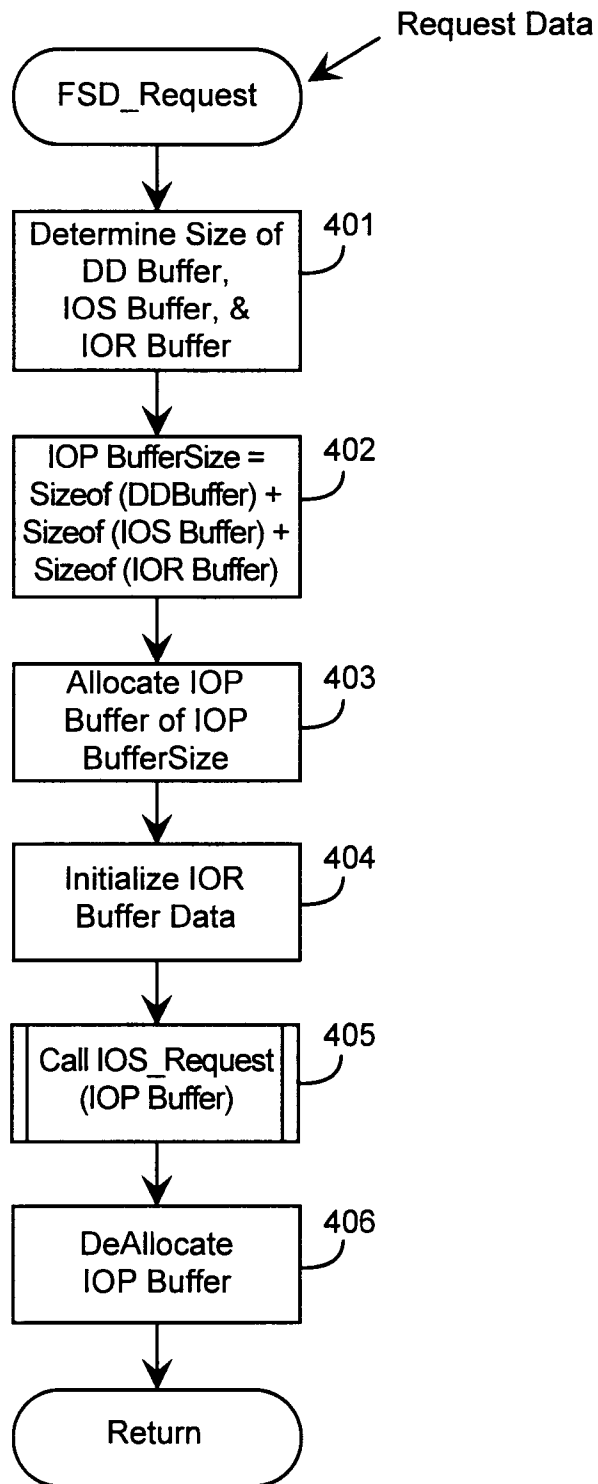 Request Data
FSD_Request
Determine Size of
DD Buffer,
IOS Buffer, &
IOR Buffer
401
IOP BufferSize =
Sizeof (DDBuffer) +
Sizeof (IOS Buffer) +
Sizeof (IOR Buffer)
402
Allocate IOP
Buffer of IOP
BufferSize
403
Initialize IOR
Buffer Data
404
Call IOS_Request
(IOP Buffer)
405
DeAllocate
IOP Buffer
406
Return